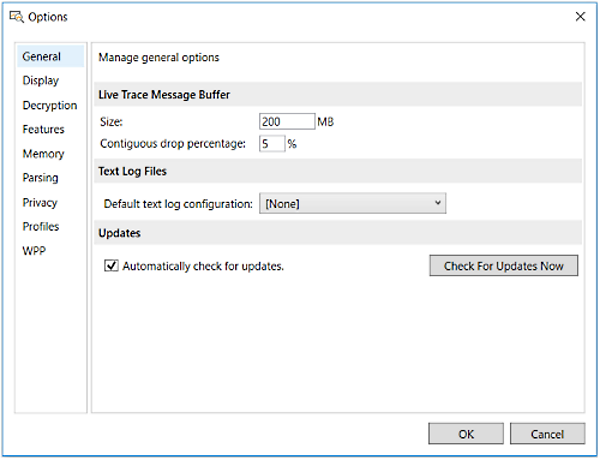 Options
General
Display
Decryption
Features
Memory
Parsing
Privacy
Profiles
WPP
Manage general options
Live Trace Message Buffer
Size: 200 MB
Contiguous drop percentage: 5 %
Text Log Files
Default text log configuration: [None]
Updates
Automatically check for updates. Check For Updates Now
OK Cancel